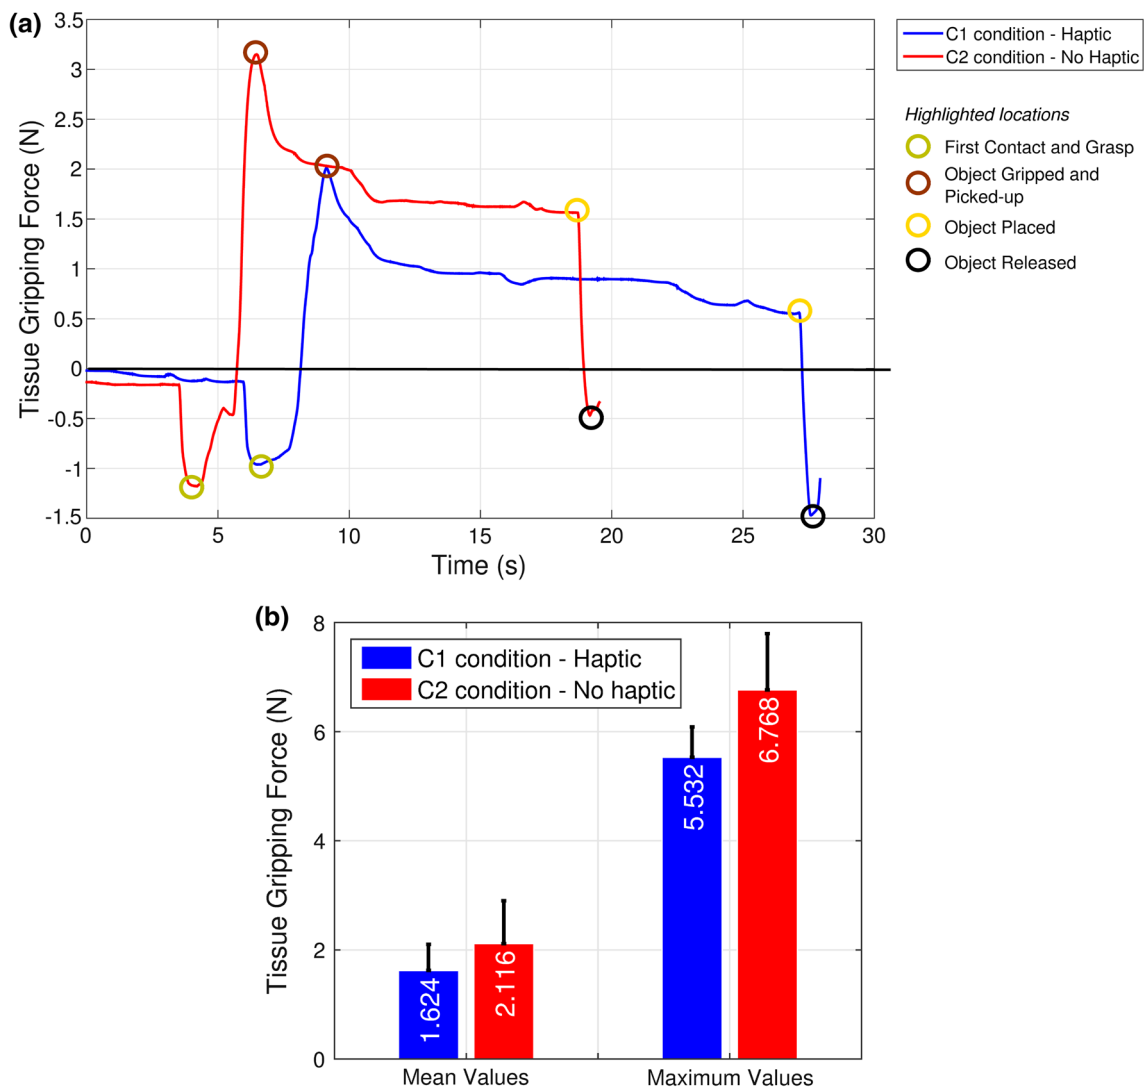 (a)
3.5
3
2.5
2
1.5
1
0.5
0
-0.5
-1
-1.5
Tissue Gripping Force (N)
0
5
10
15
20
25
30
Time (s)
C1 condition - Haptic
C2 condition - No Haptic
Highlighted locations
First Contact and Grasp
Object Gripped and
Picked-up
Object Placed
Object Released
(b)
8
6
4
2
0
Tissue Gripping Force (N)
C1 condition - Haptic
C2 condition - No haptic
1.624
2.116
5.532
6.768
Mean Values
Maximum Values